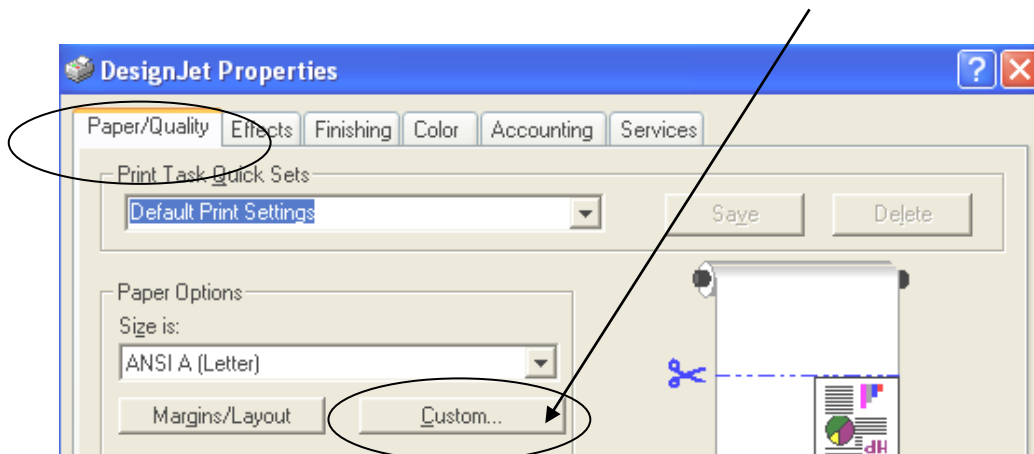 DesignJet Properties
Paper/Quality Effects Finishing Color Accounting Services
Print Task Quick Sets
Default Print Settings Save Delete
Paper Options
Size is:
ANSI A (Letter)
Margins/Layout Custom...
HP